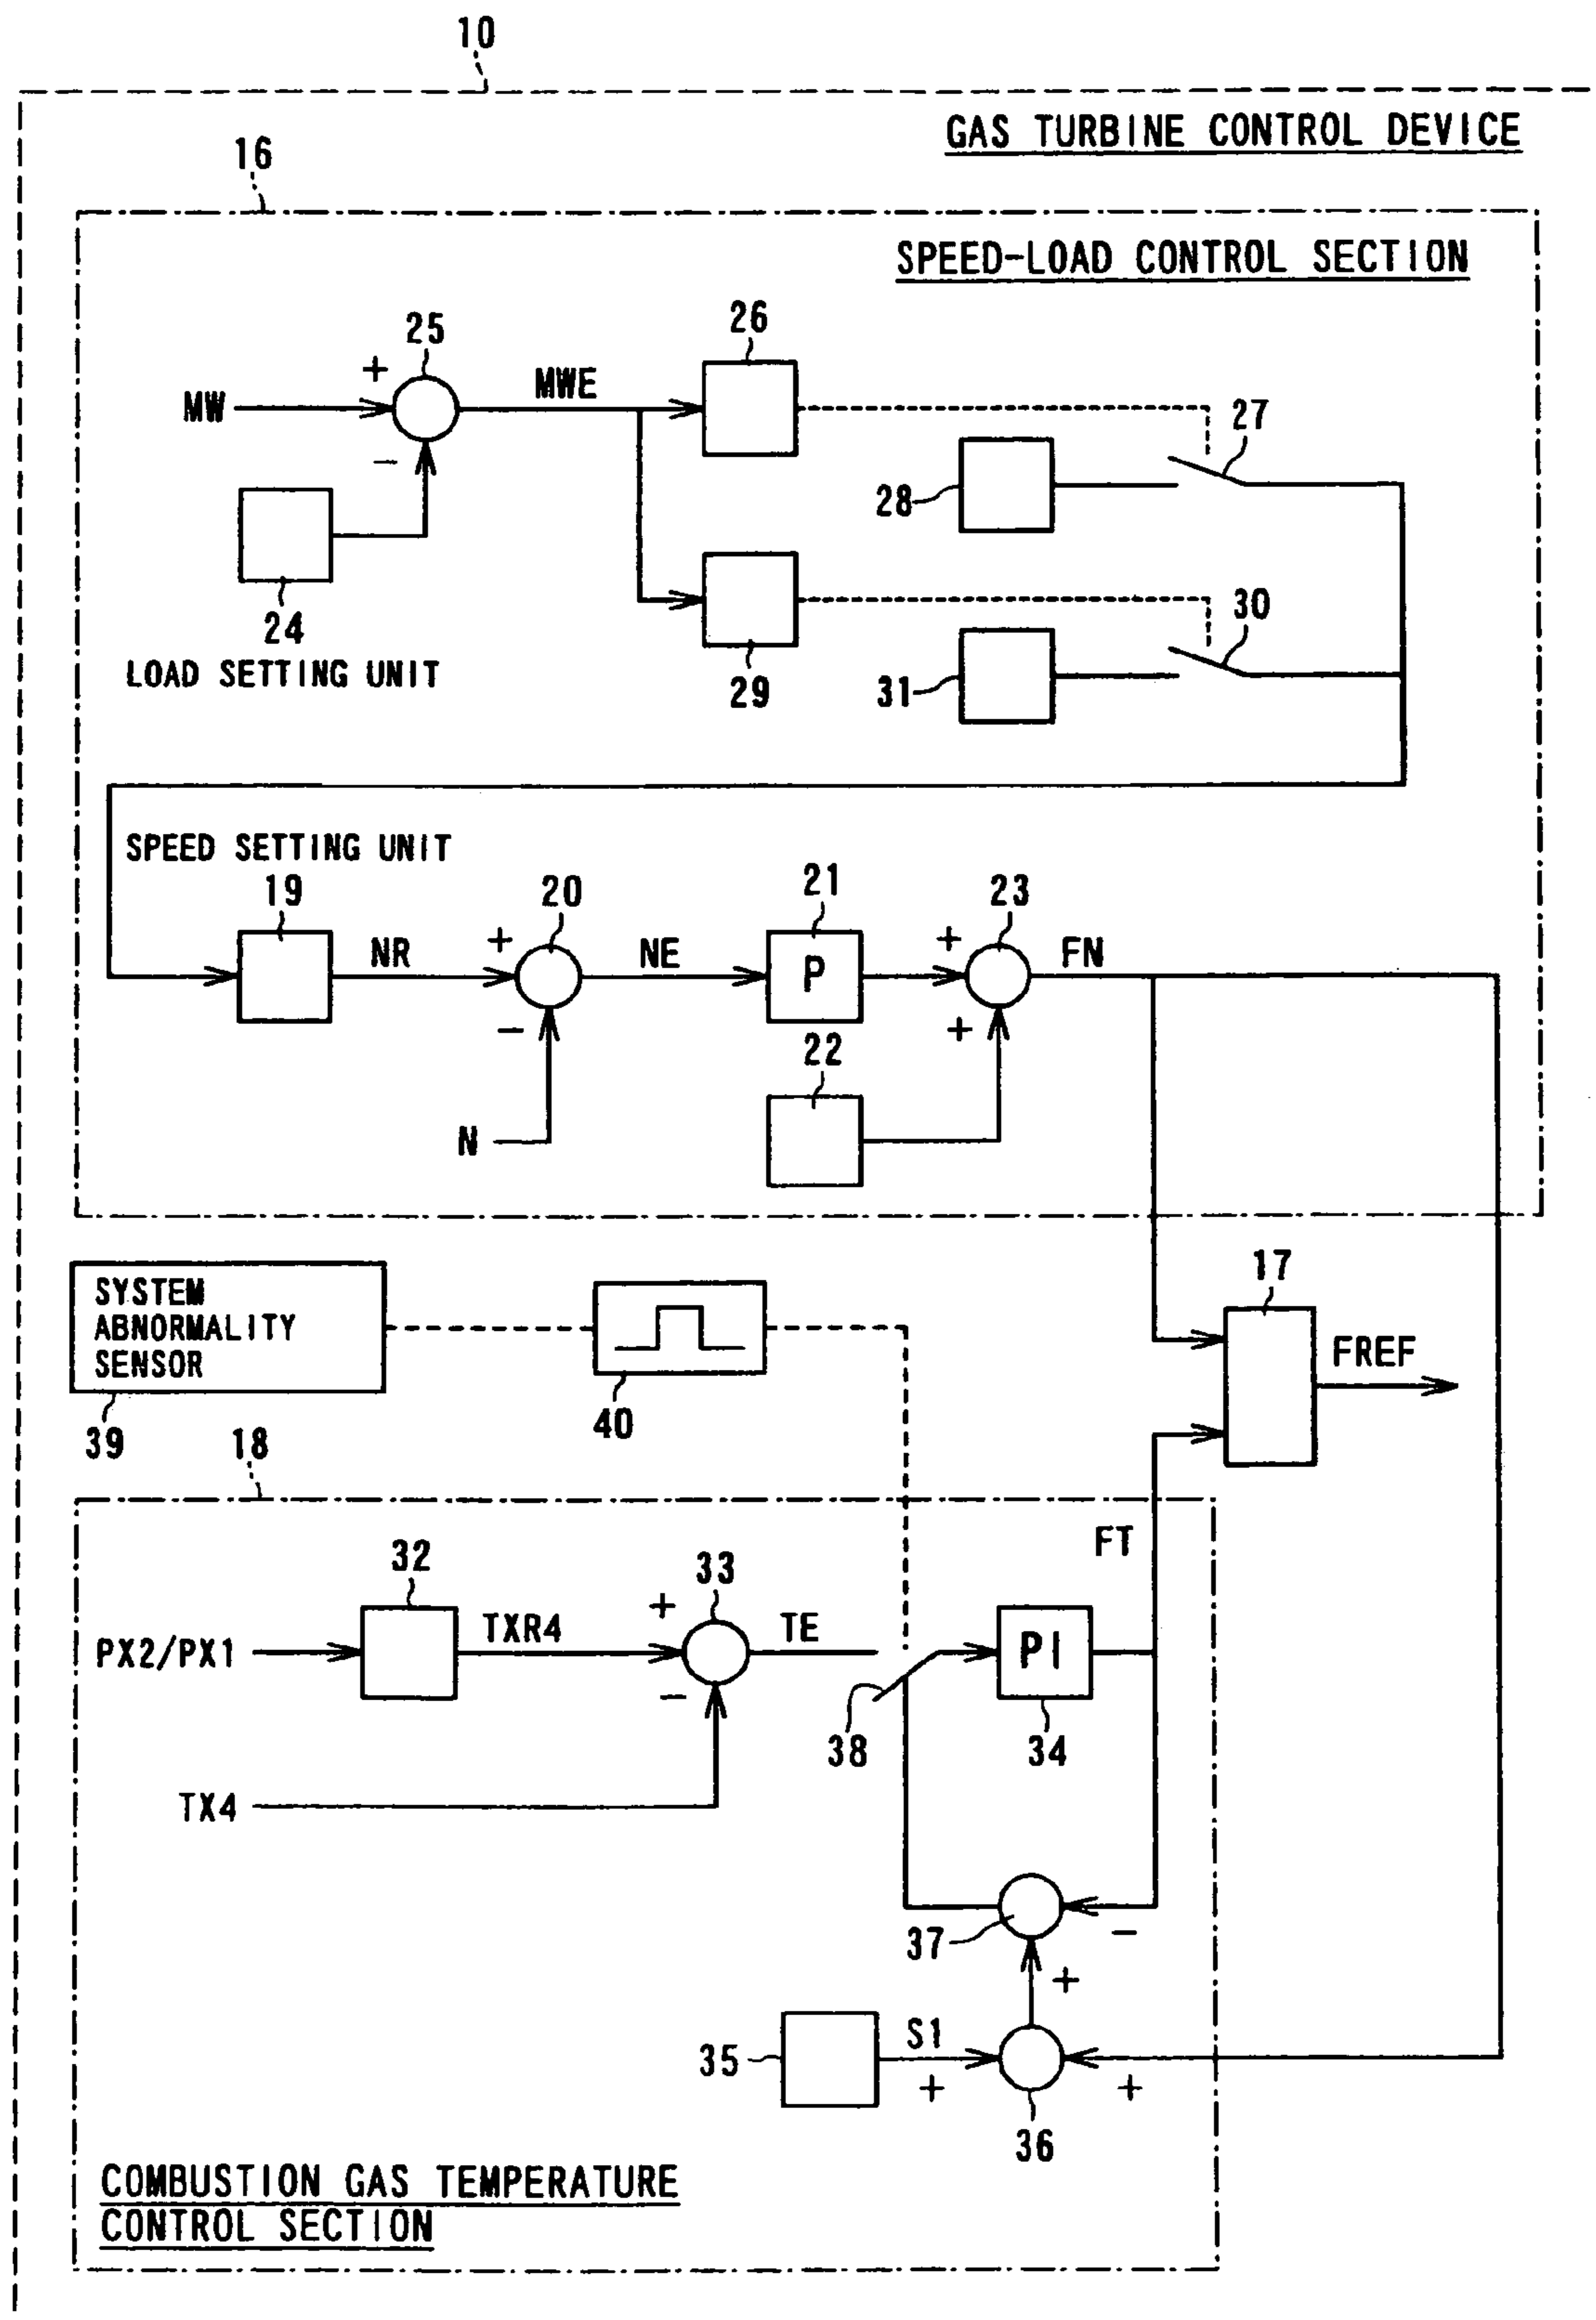 10
GAS TURBINE CONTROL DEVICE
16
SPEED-LOAD CONTROL SECTION
25
26
+
MWE
MW
27
-
28
24
30
LOAD SETTING UNIT
29
31
SPEED SETTING UNIT
19
20
21
23
NR
+
NE
P
+
FN
-
+
22
N
17
SYSTEM
ABNORMALITY
SENSOR
FREF
39
40
18
FT
32
33
+
TXR4
TE
PX2/PX1
PI
-
38
34
TX4
37
-
+
S1
35
+
+
36
COMBUSTION GAS TEMPERATURE
CONTROL SECTION